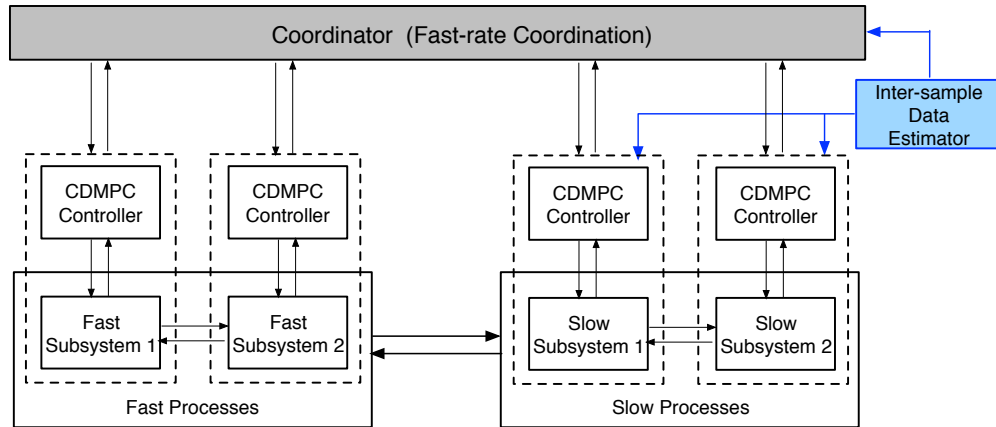 Coordinator (Fast-rate Coordination)
Inter-sample
Data
Estimator
CDMPC
Controller
CDMPC
Controller
CDMPC
Controller
CDMPC
Controller
Fast
Subsystem 1
Fast
Subsystem 2
Slow
Subsystem 1
Slow
Subsystem 2
Fast Processes
Slow Processes